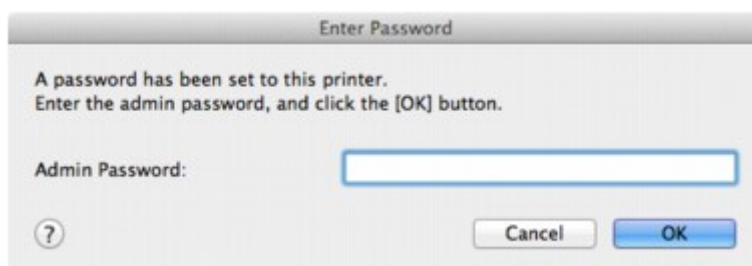 Enter Password
A password has been set to this printer.
Enter the admin password, and click the [OK] button.
Admin Password:
?
Cancel
OK